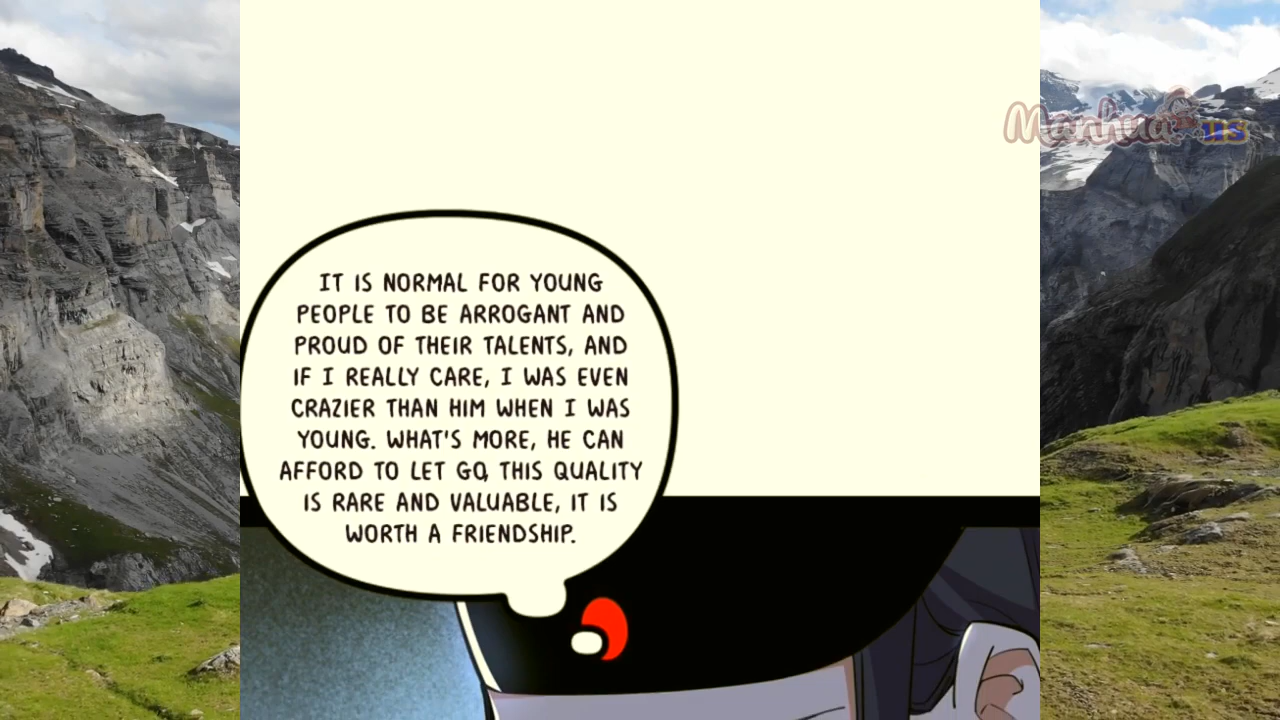 Manhua
us
IT IS NORMAL FOR YOUNG
PEOPLE TO BE ARROGANT AND
PROUD OF THEIR TALENTS, AND
IF I REALLY CARE, I WAS EVEN
CRAZIER THAN HIM WHEN I WAS
YOUNG. WHAT'S MORE, HE CAN
AFFORD TO LET GO, THIS QUALITY
IS RARE AND VALUABLE, IT IS
WORTH A FRIENDSHIP.